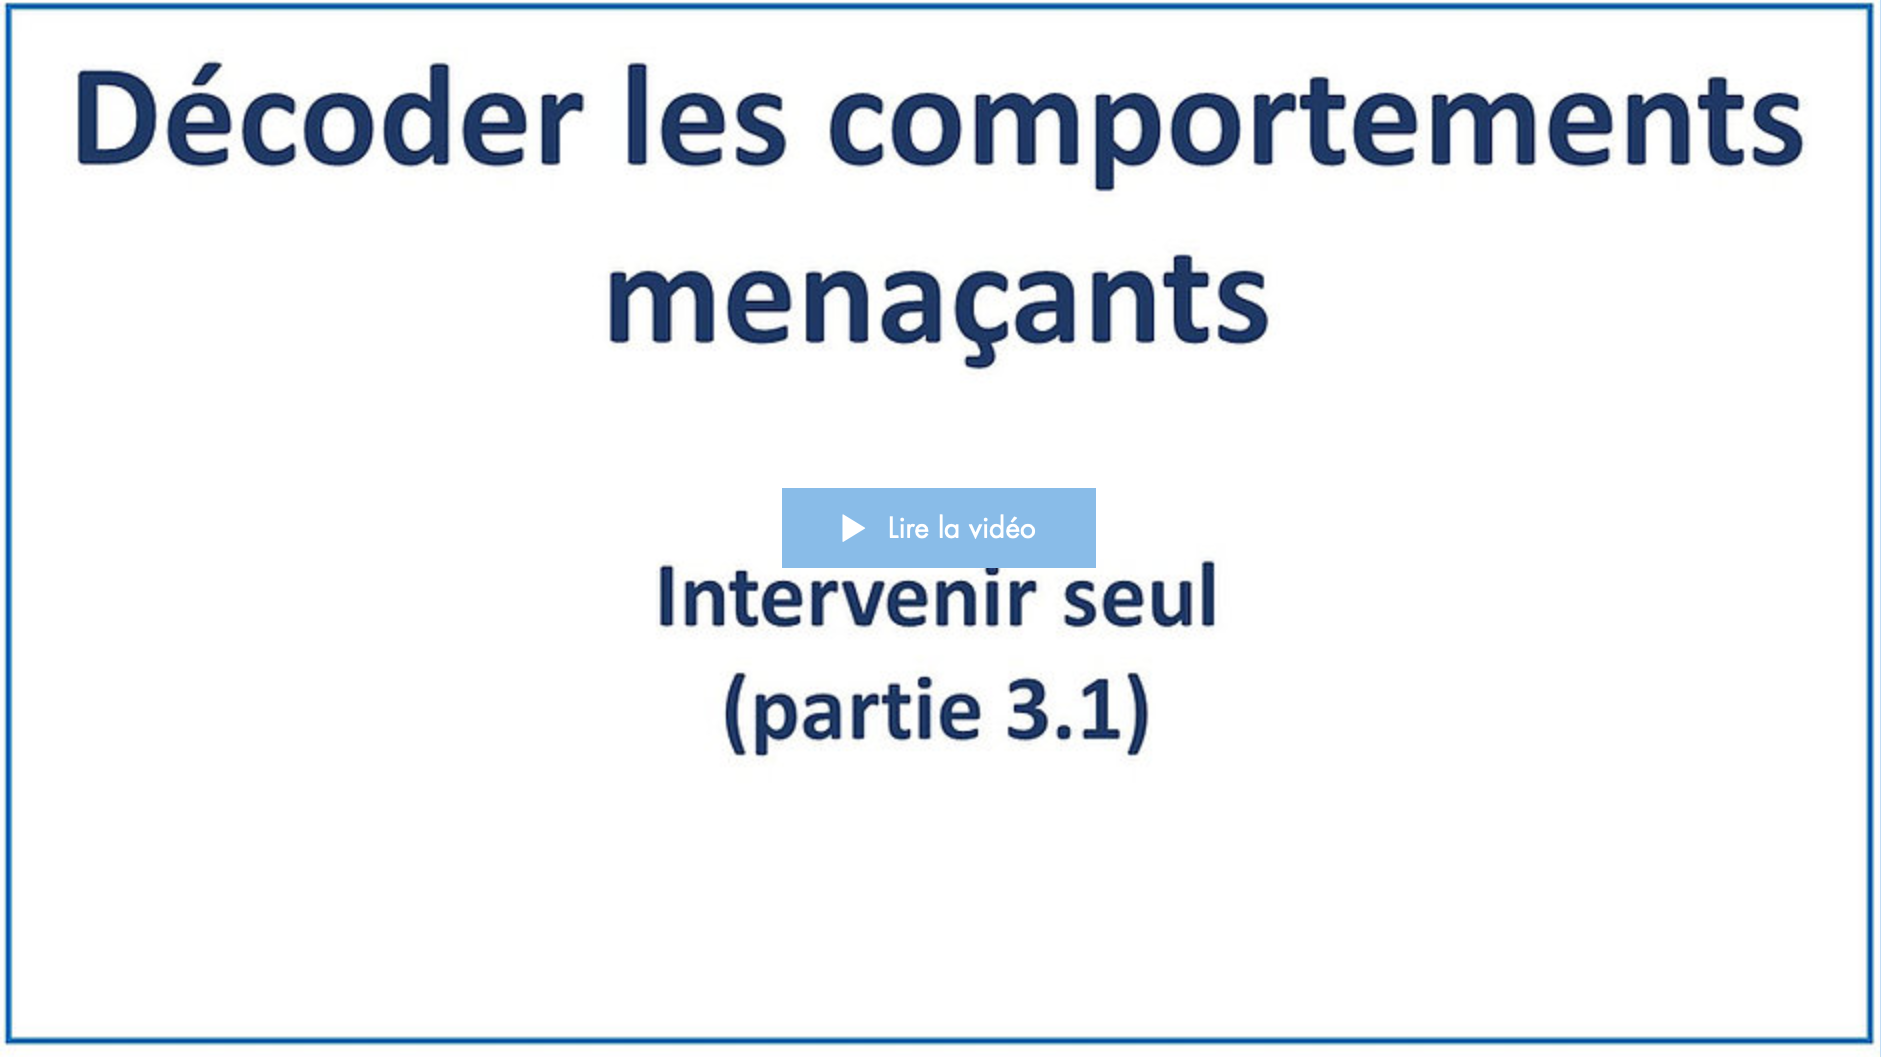 Décoder les comportements
menaçants
Lire la vidéo
Intervenir seul
(partie 3.1)